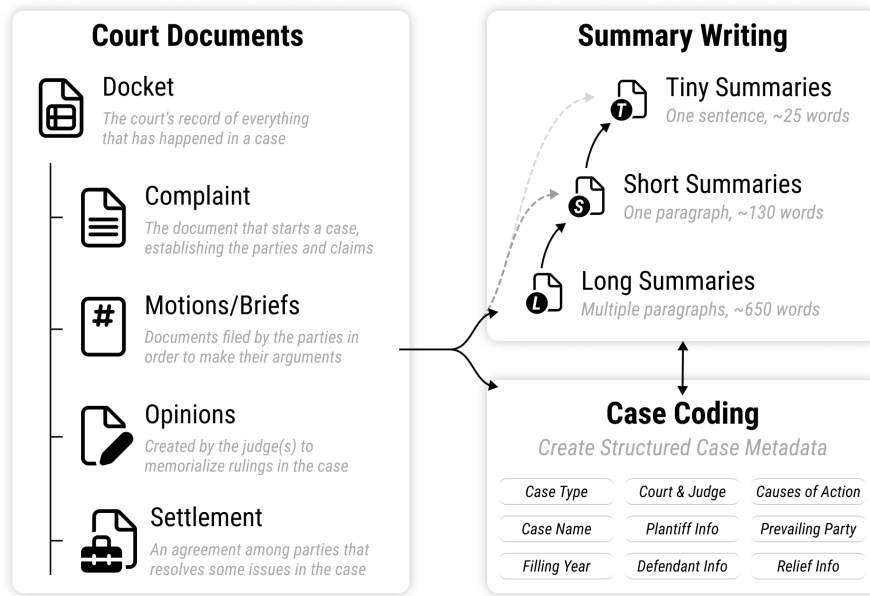 Court Documents
Docket
The court's record of everything
that has happened in a case
Complaint
The document that starts a case,
establishing the parties and claims
#
Motions/Briefs
Documents filed by the parties in
order to make their arguments
Opinions
Created by the judge(s) to
memorialize rulings in the case
Settlement
An agreement among parties that
resolves some issues in the case
Summary Writing
T
Tiny Summaries
One sentence, ~25 words
S
Short Summaries
One paragraph, ~130 words
L
Long Summaries
Multiple paragraphs, ~650 words
Case Coding
Create Structured Case Metadata
Case Type Court & Judge Causes of Action
Case Name Plantiff Info Prevailing Party
Filling Year Defendant Info Relief Info